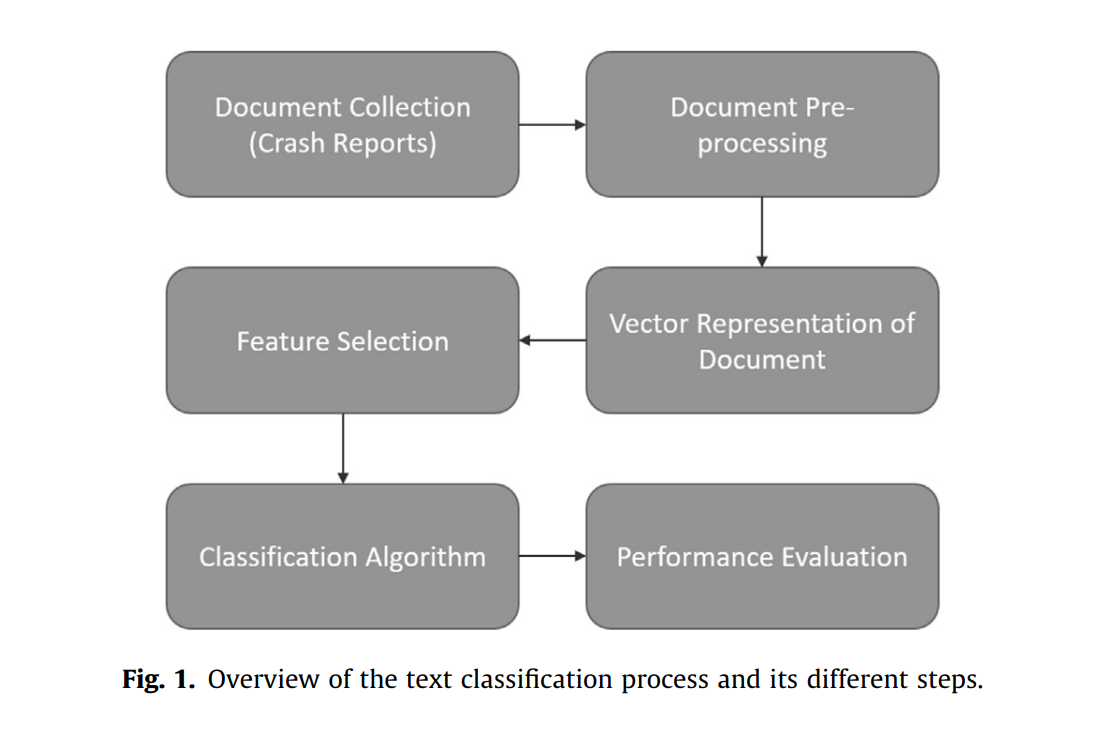 Document Collection
(Crash Reports)
Document Pre-
processing
Vector Representation of
Document
Feature Selection
Classification Algorithm
Performance Evaluation
Fig. 1. Overview of the text classification process and its different steps.